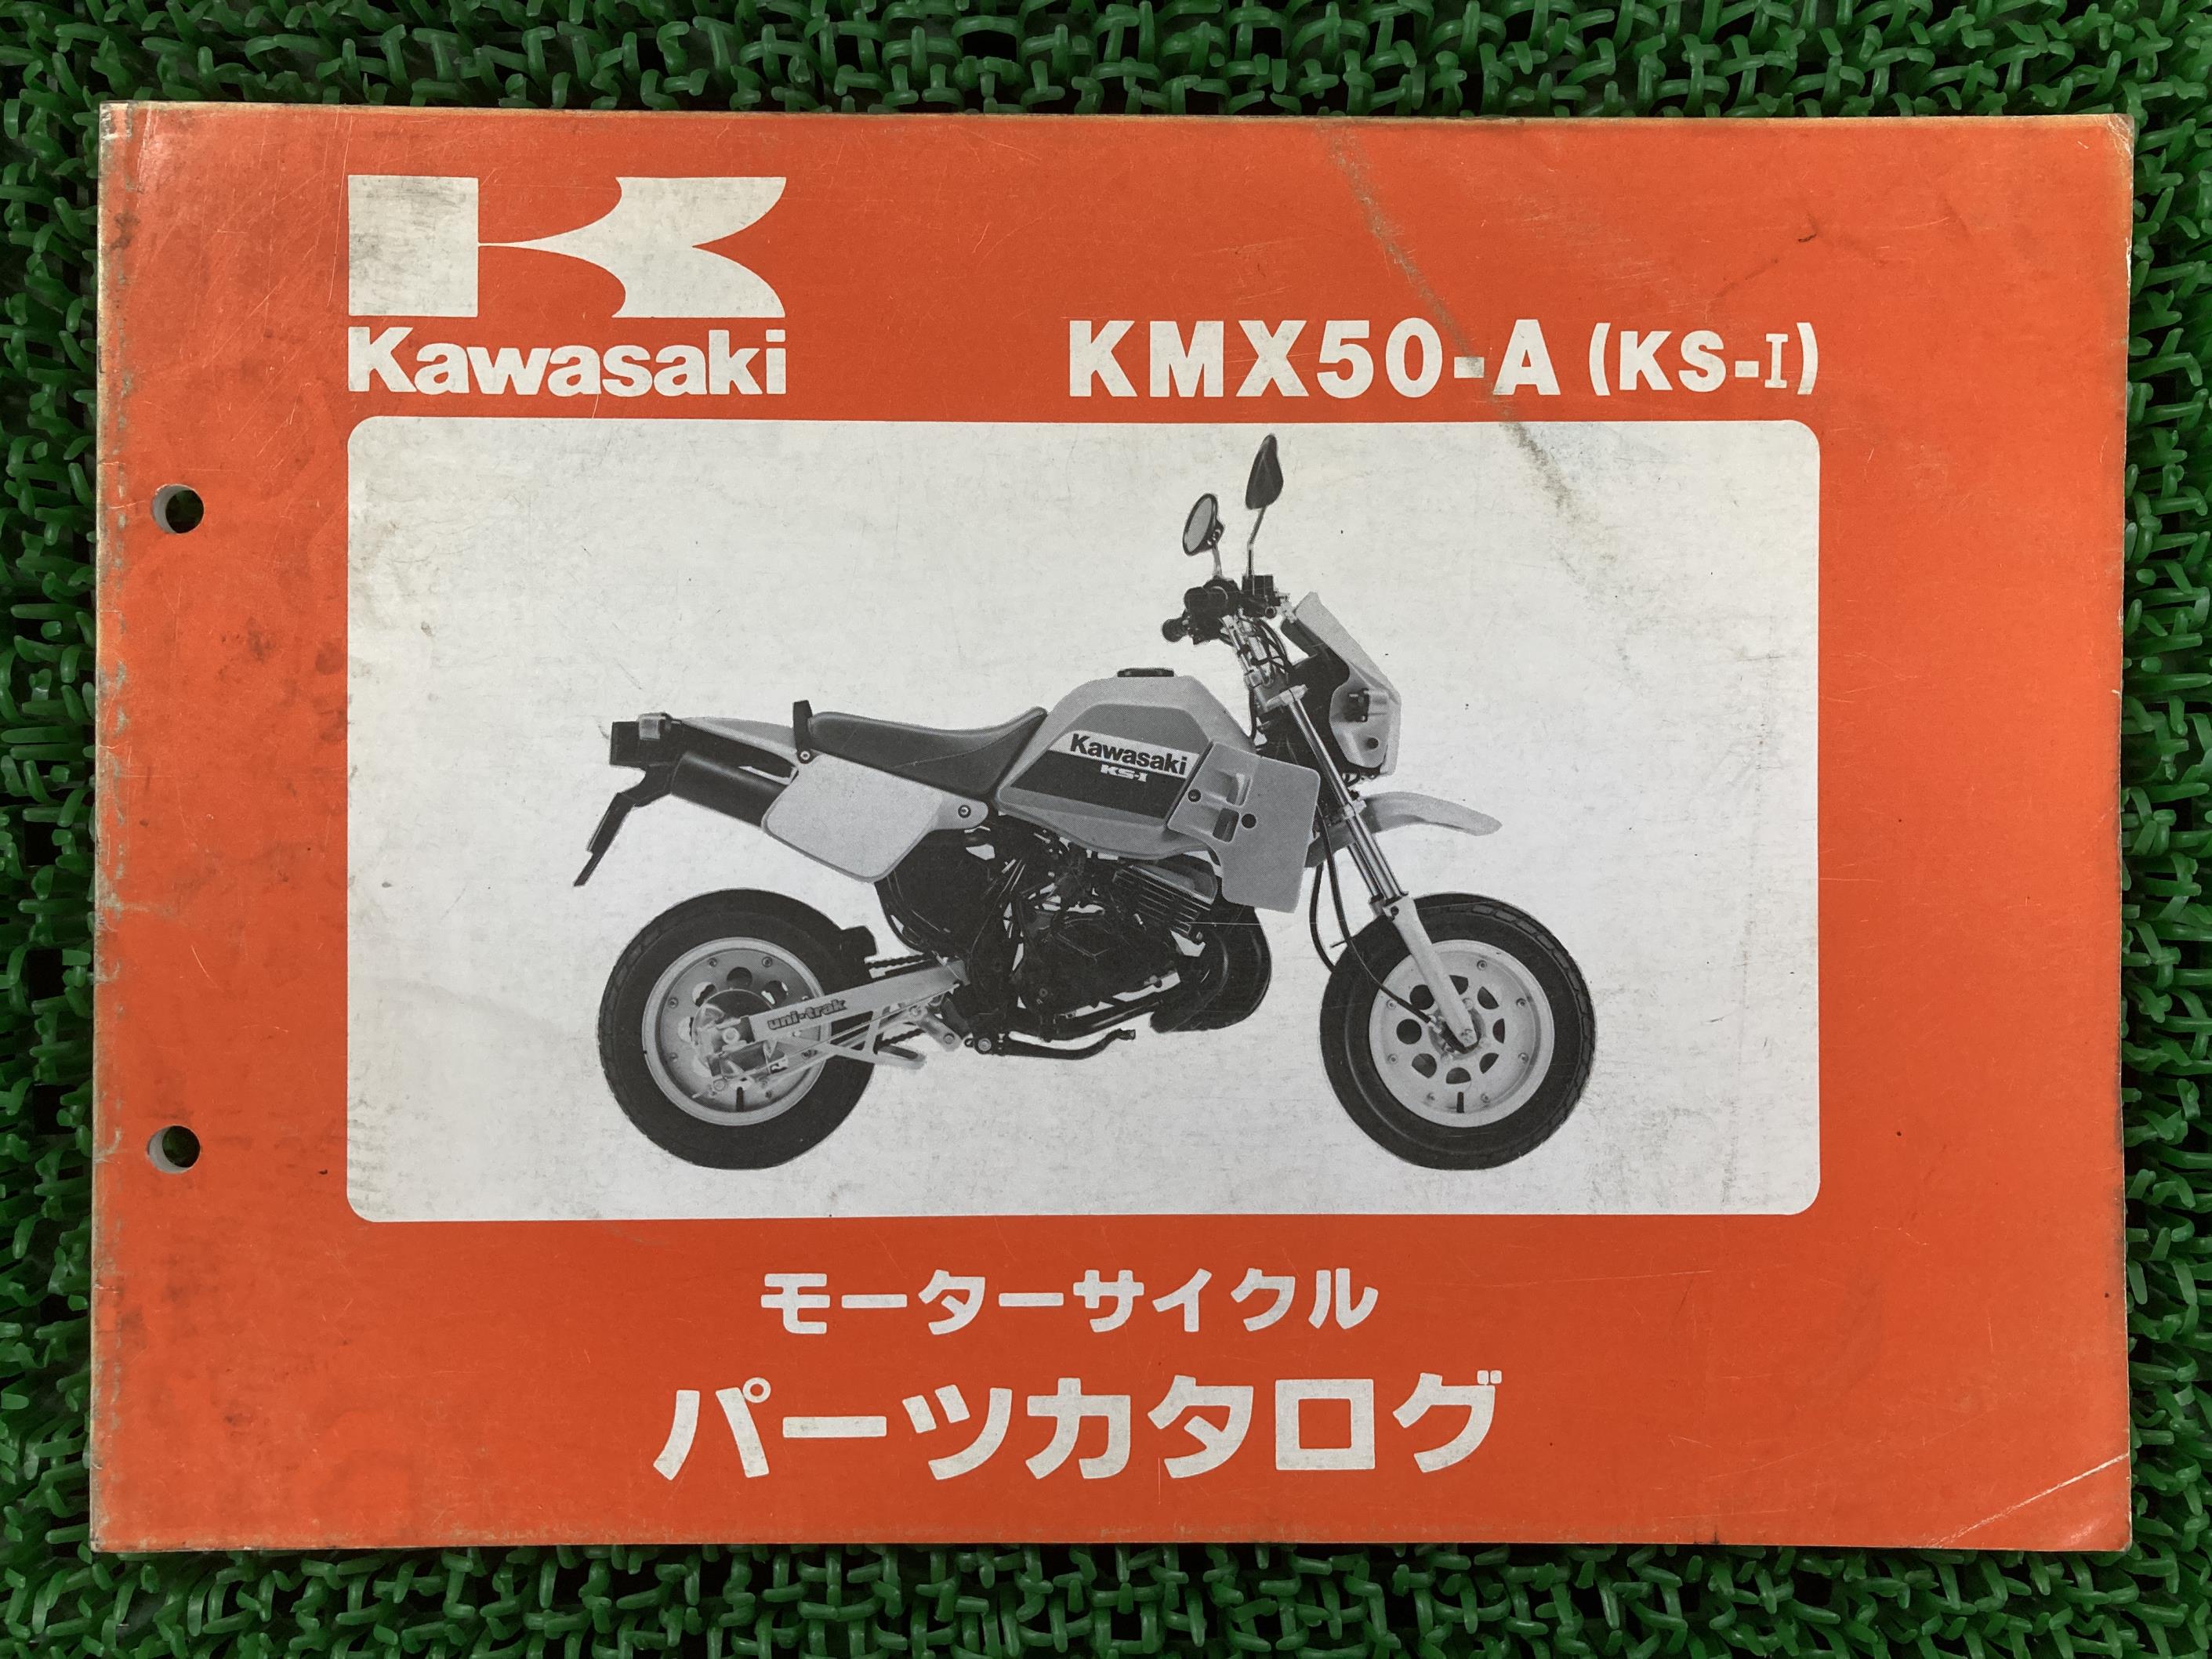 Kawasaki
KMX50-A (KS-I)
Kawasaki
KS-I
uni-trak
モーターサイクル
パーツカタログ